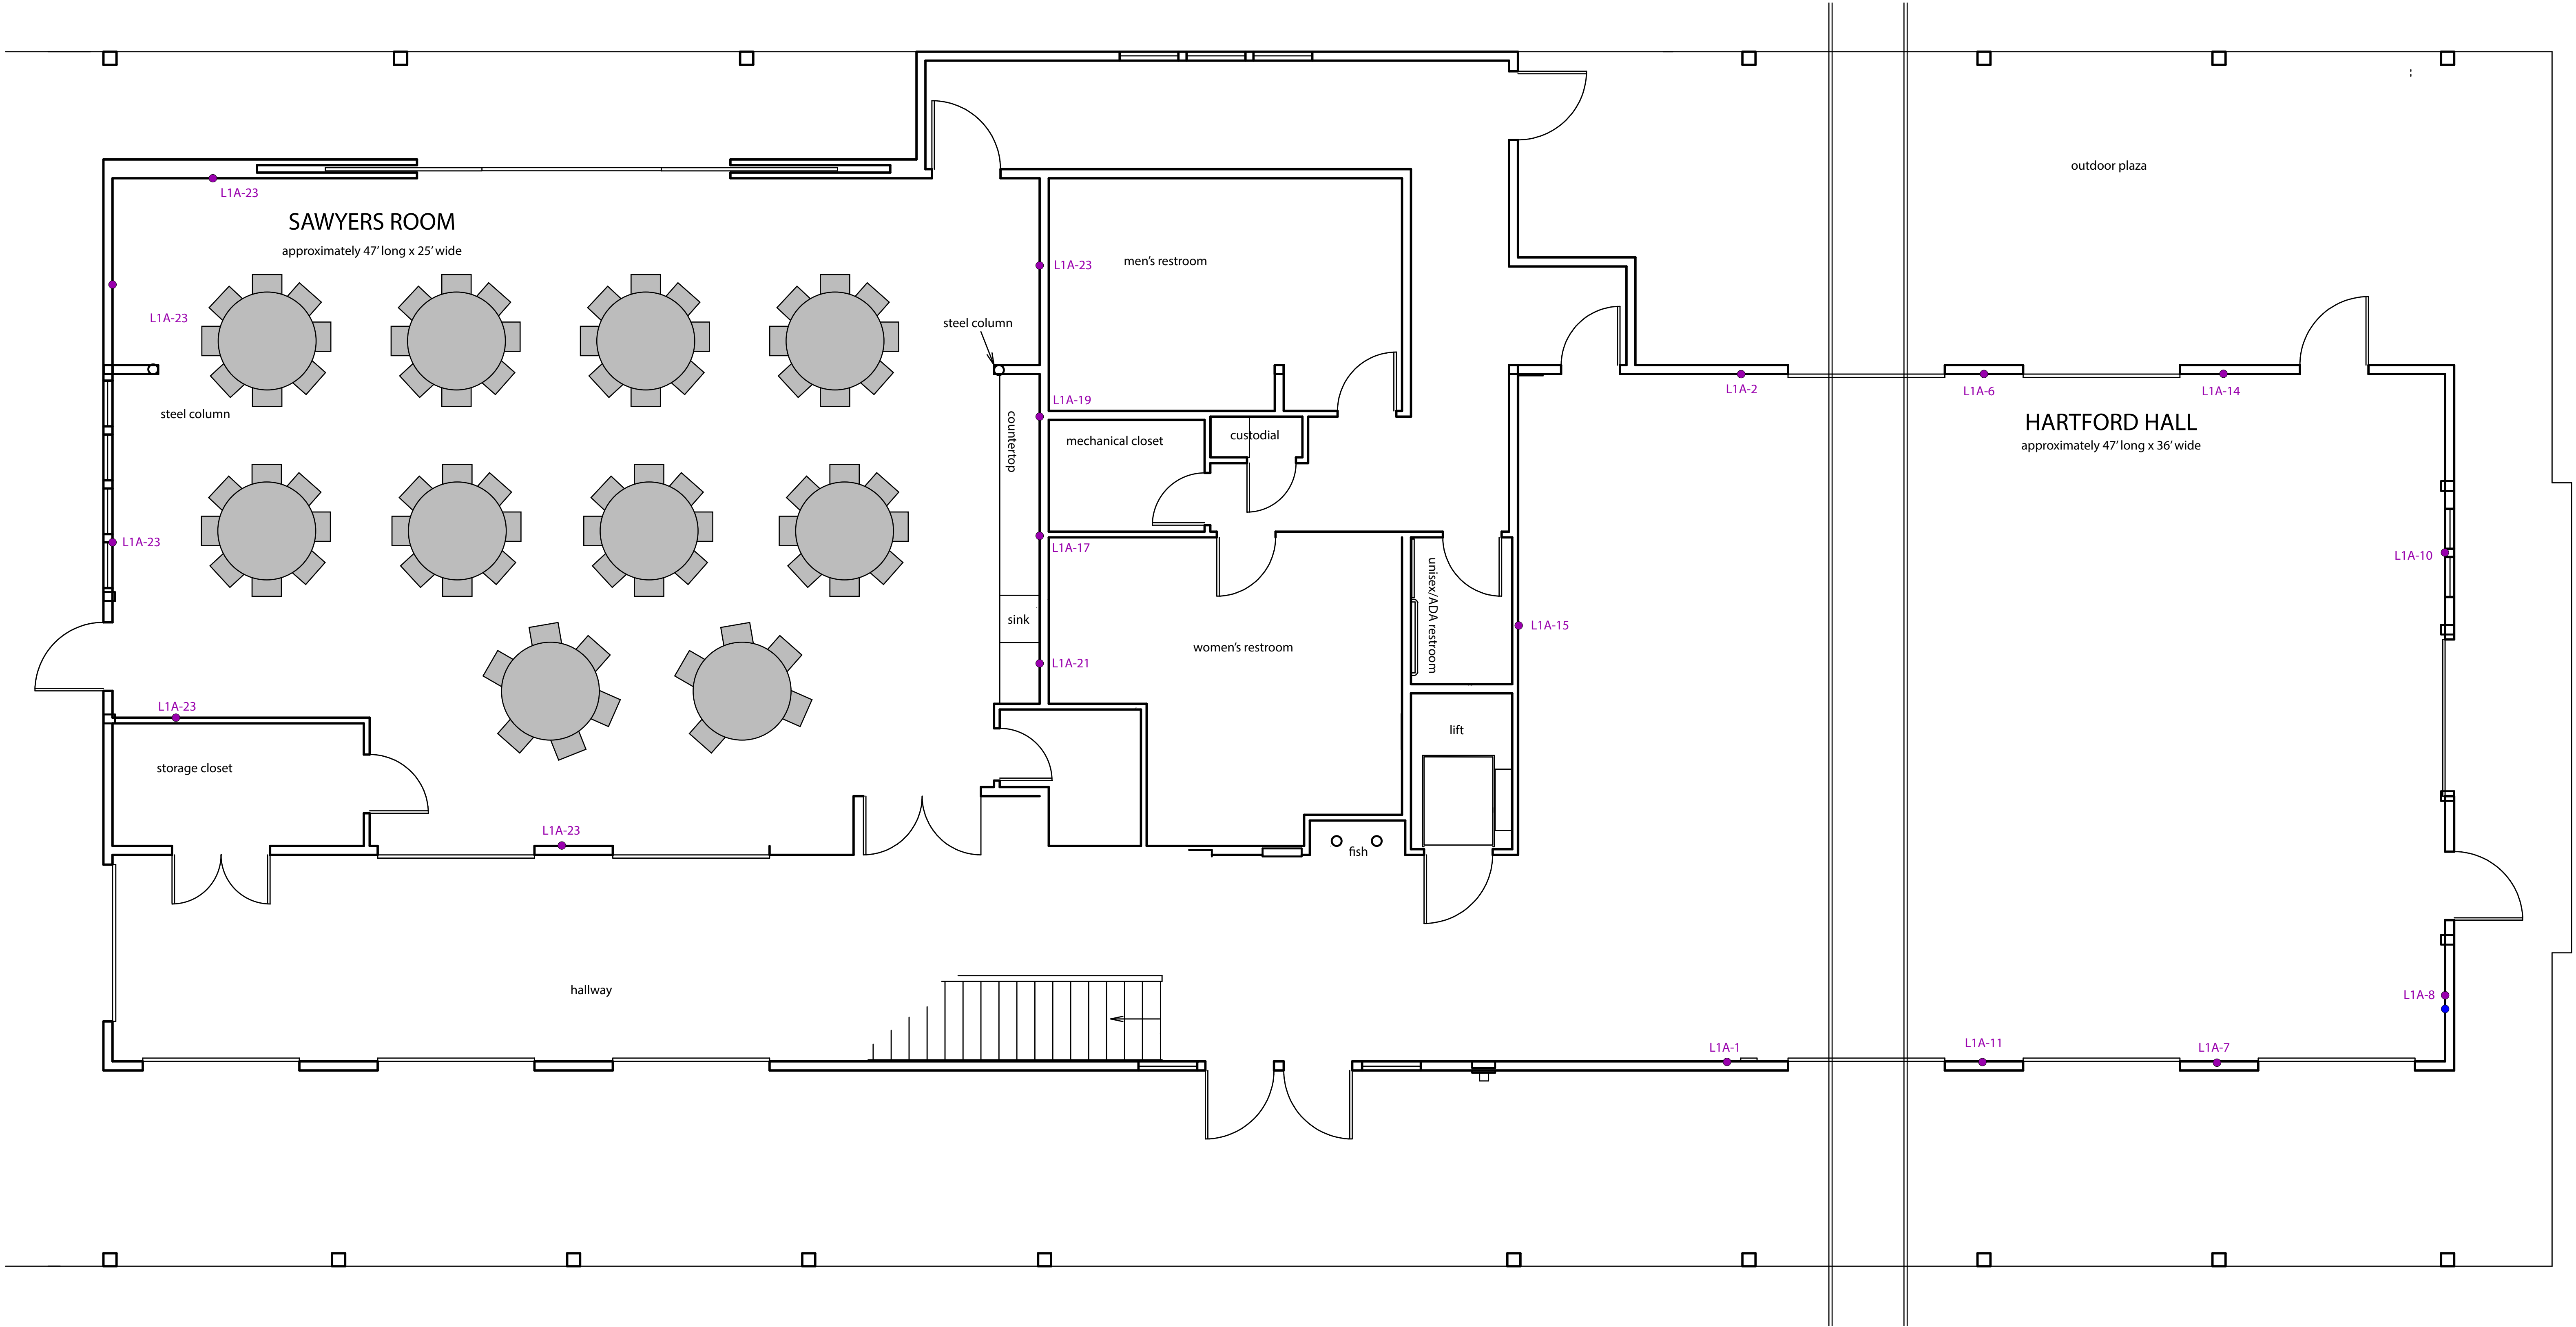 outdoor plaza
L1A-23
SAWYERS ROOM
approximately 47’ long x 25’ wide
men’s restroom
L1A-23
L1A-23
steel column
L1A-2
L1A-6
L1A-14
L1A-19
steel column
countertop
mechanical closet
custodial
HARTFORD HALL
approximately 47’ long x 36’ wide
L1A-23
L1A-17
L1A-10
unisex/ADA restroom
sink
L1A-15
women’s restroom
L1A-21
L1A-23
lift
storage closet
L1A-23
fish
hallway
L1A-8
L1A-1
L1A-11
L1A-7